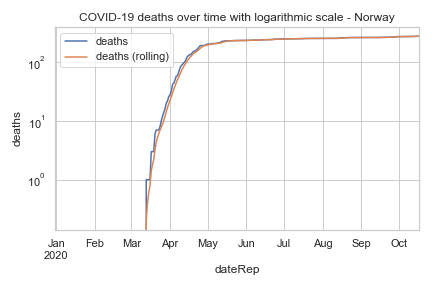 COVID-19 deaths over time with logarithmic scale - Norway
deaths
deaths (rolling)
10²
10¹
10⁰
deaths
Jan Feb Mar Apr May Jun Jul Aug Sep Oct
2020
dateRep